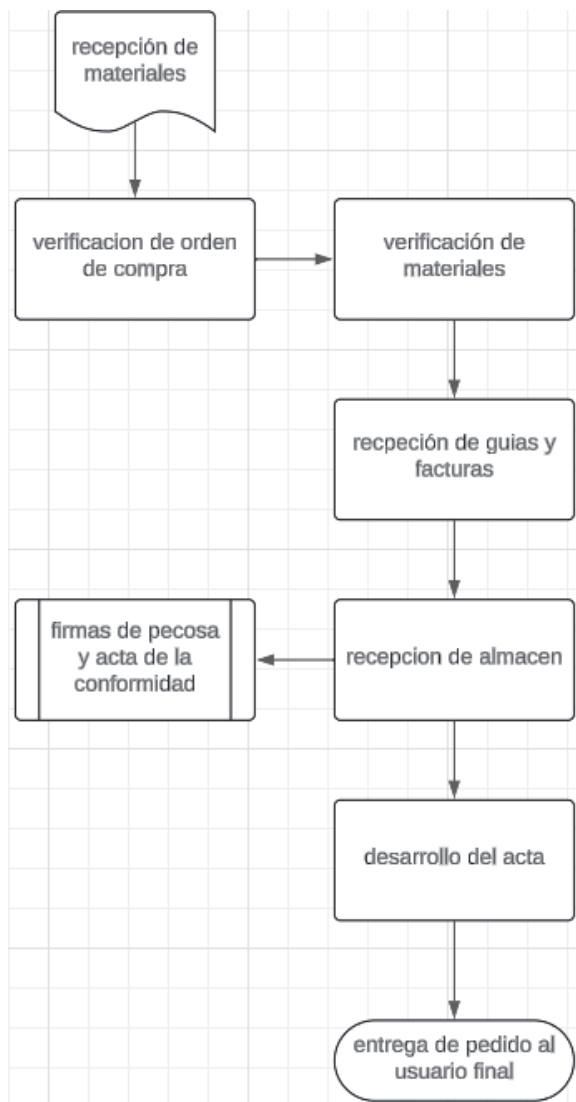 recepción de
materiales
verificacion de orden
de compra
verificación de
materiales
recpeción de guias y
facturas
firmas de pecosa
y acta de la
conformidad
recepcion de almacen
desarrollo del acta
entrega de pedido al
usuario final